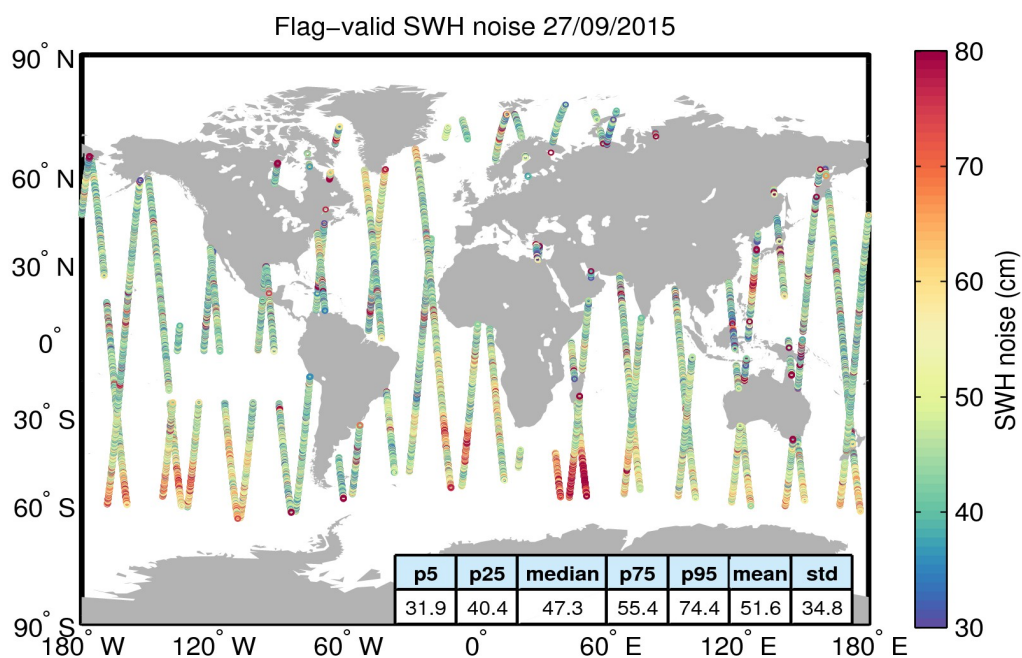 Flag−valid SWH noise 27/09/2015
90° N
60° N
30° N
0°
30° S
60° S
90° S
180° W
120° W
60° W
0°
60° E
120° E
180° E
80
70
60
50
40
30
SWH noise (cm)
p5 p25 median p75 p95 mean std
31.9 40.4 47.3 55.4 74.4 51.6 34.8